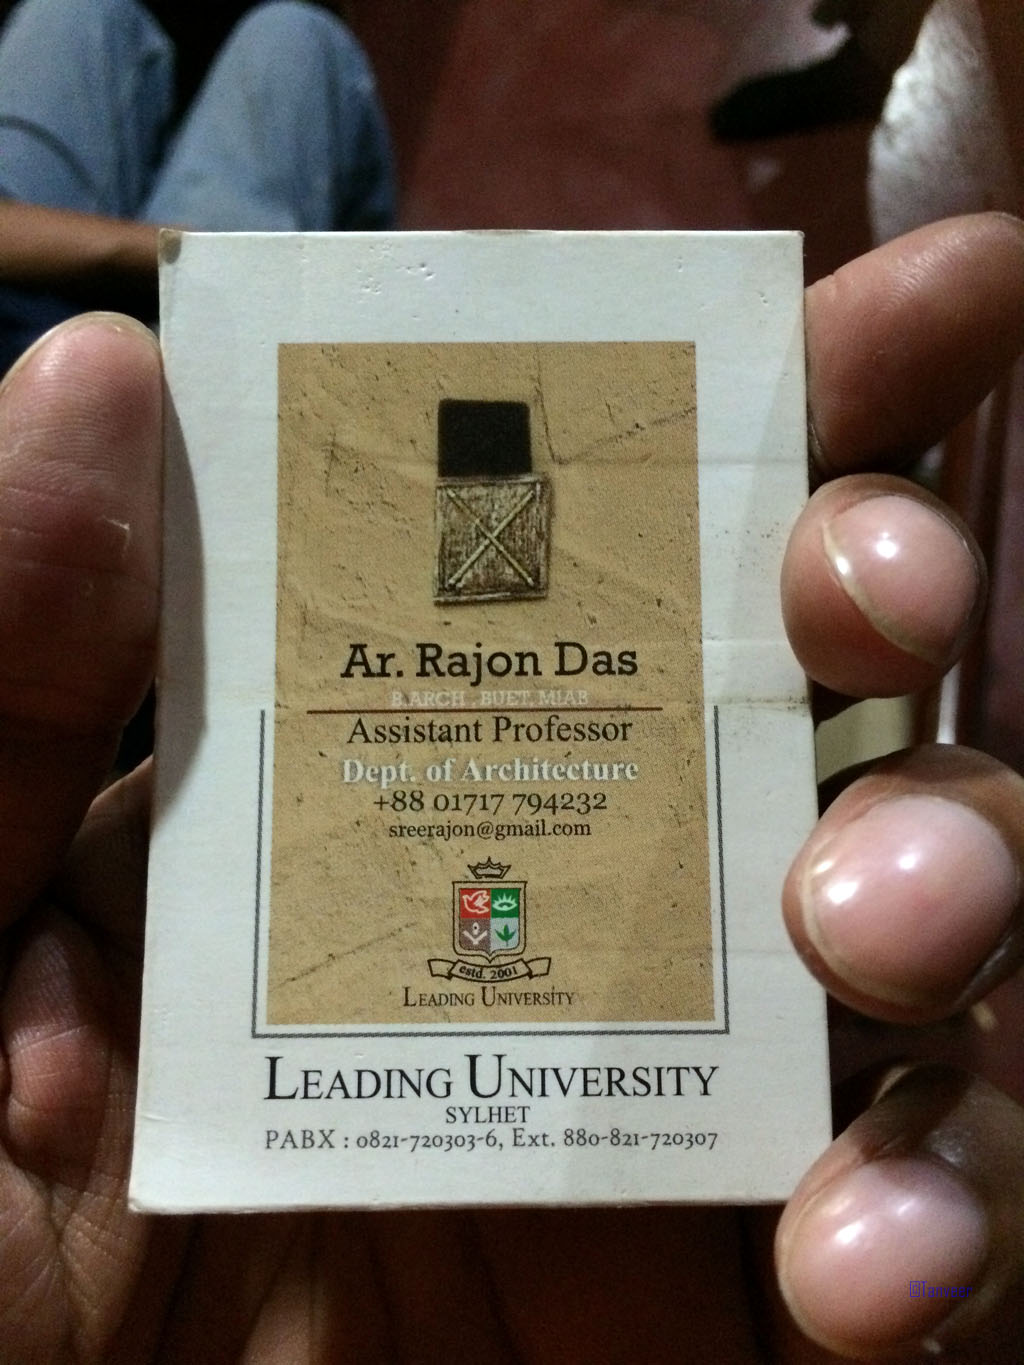 Ar. Rajon Das
B.ARCH . BUET. MIAB
Assistant Professor
Dept. of Architecture
+88 01717 794232
sreerajon@gmail.com
estd. 2001
LEADING UNIVERSITY
LEADING UNIVERSITY
SYLHET
PABX : 0821-720303-6, Ext. 880-821-720307